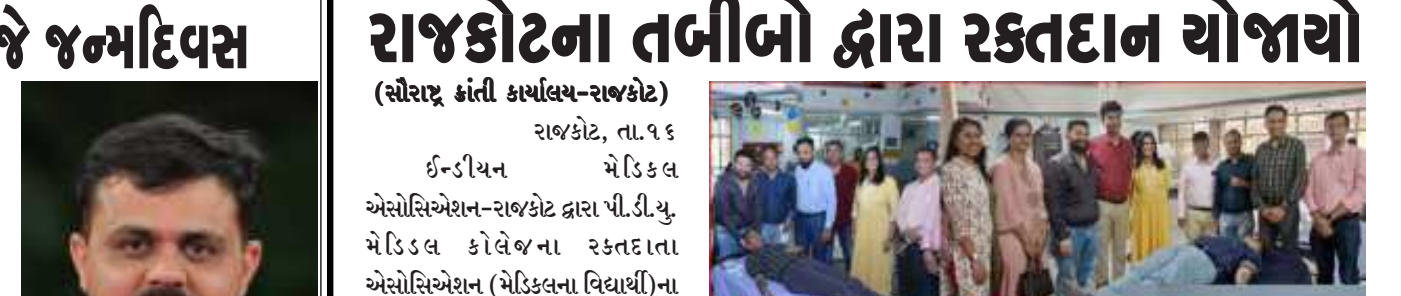 જે જન્મદિવસ
રાજકોટના તબીબો દ્વારા રક્તદાન યોજાયો
(સૌરાષ્ટ્ર ક્રાંતી કાર્યાલય-રાજકોટ)
રાજકોટ, તા.૧૬
ઈન્ડીયન મેડિકલ
એસોસિએશન-રાજકોટ દ્વારા પી.ડી.યુ.
મેડિડલ કોલેજના રક્તદાતા
એસોસિએશન (મેડિકલના વિદ્યાર્થી)ના